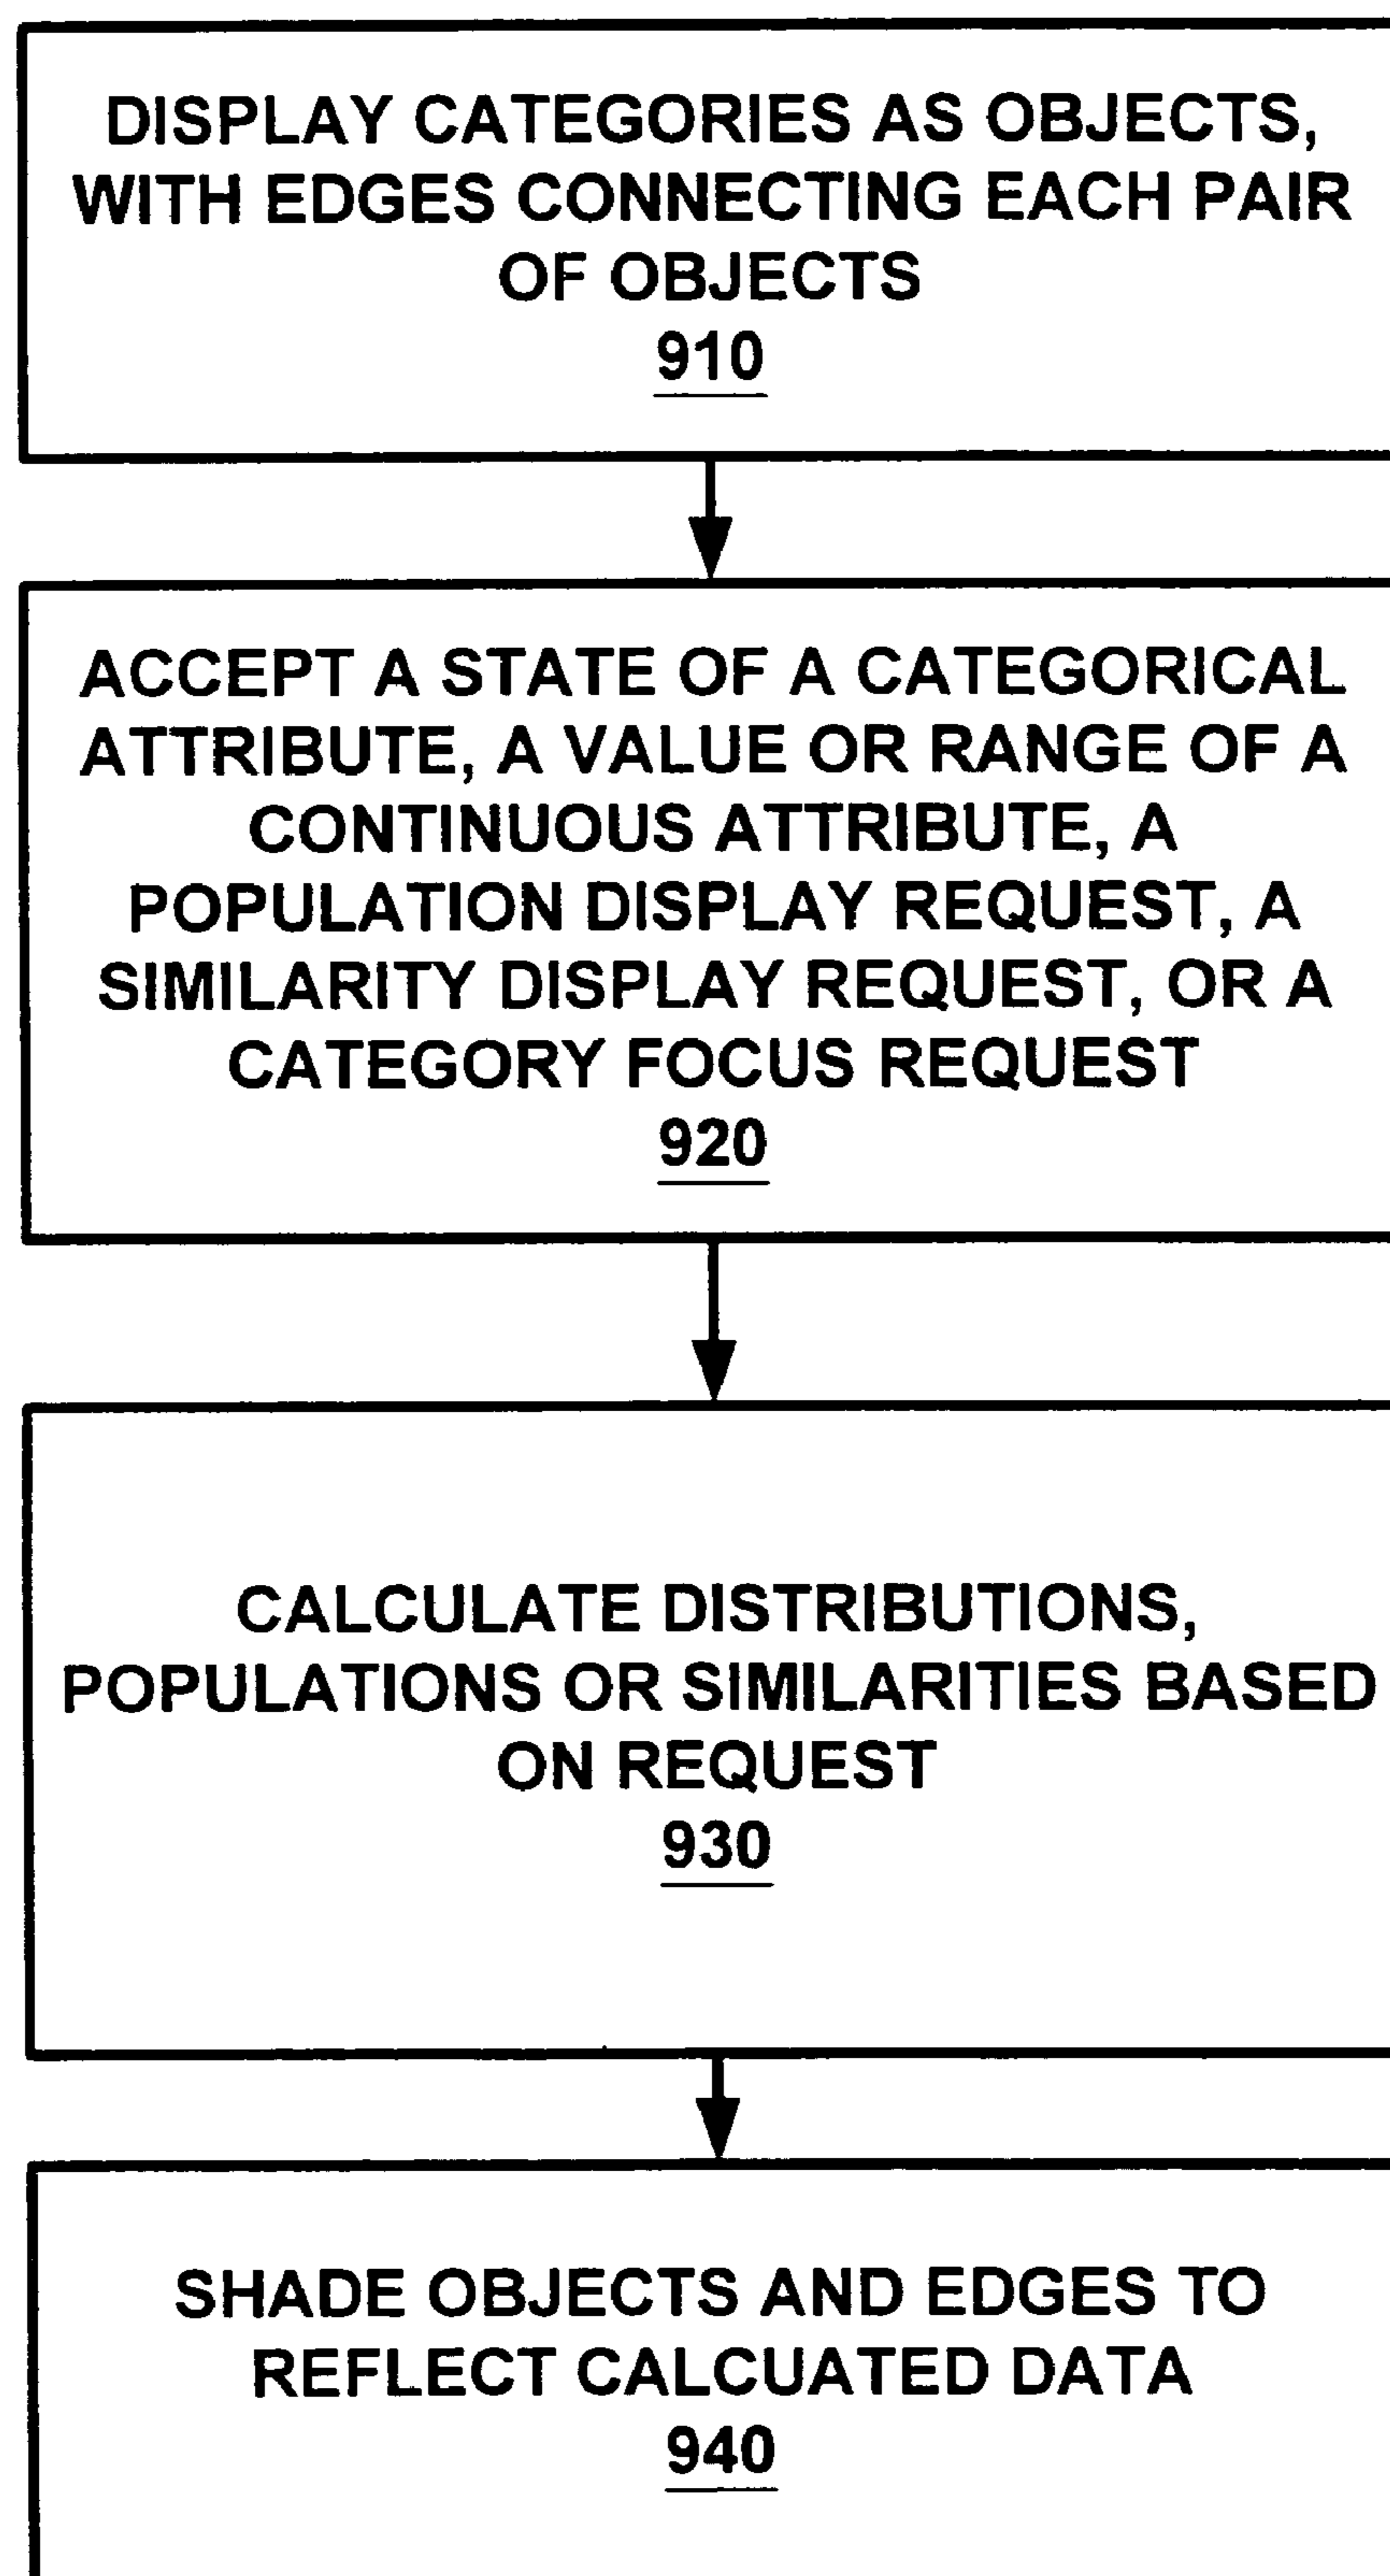 DISPLAY CATEGORIES AS OBJECTS,
WITH EDGES CONNECTING EACH PAIR
OF OBJECTS
910
ACCEPT A STATE OF A CATEGORICAL
ATTRIBUTE, A VALUE OR RANGE OF A
CONTINUOUS ATTRIBUTE, A
POPULATION DISPLAY REQUEST, A
SIMILARITY DISPLAY REQUEST, OR A
CATEGORY FOCUS REQUEST
920
CALCULATE DISTRIBUTIONS,
POPULATIONS OR SIMILARITIES BASED
ON REQUEST
930
SHADE OBJECTS AND EDGES TO
REFLECT CALCUATED DATA
940